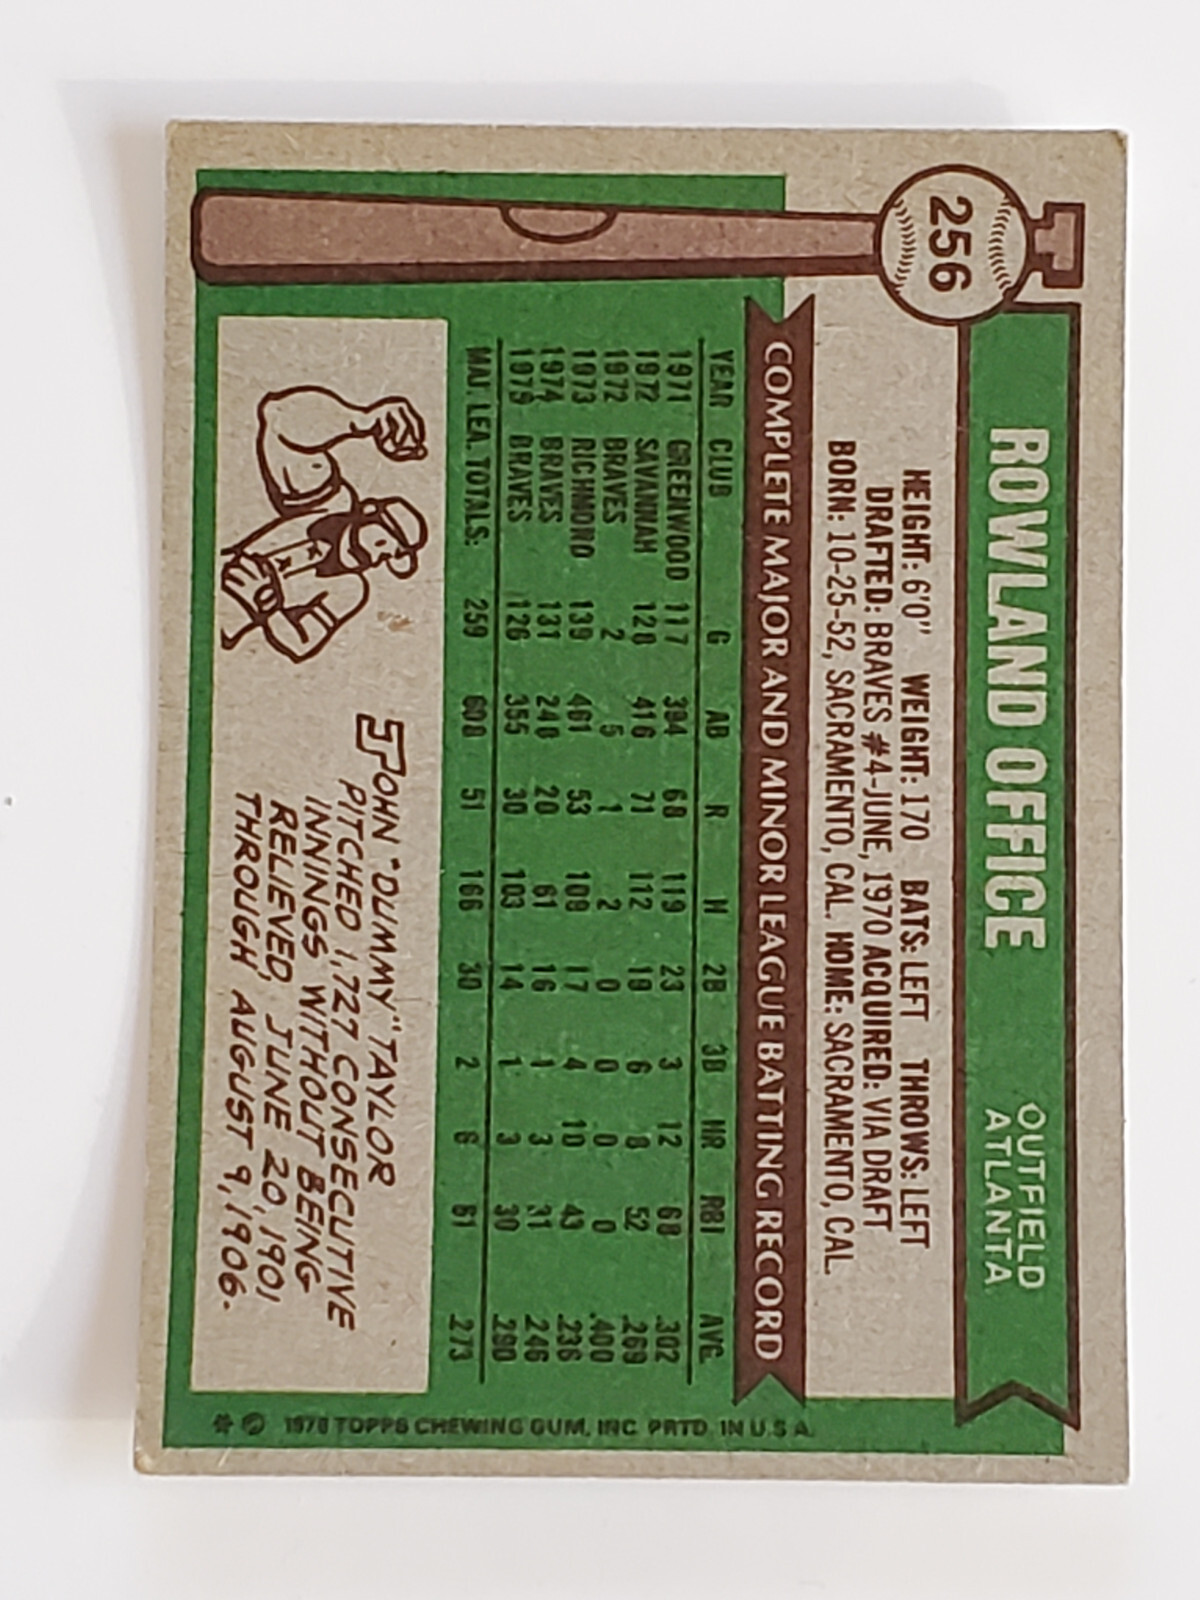 256
ROWLAND OFFICE
OUTFIELD
ATLANTA
HEIGHT: 6'0" WEIGHT: 170 BATS: LEFT THROWS: LEFT
DRAFTED: BRAVES #4-JUNE, 1970 ACQUIRED: VIA DRAFT
BORN: 10-25-52, SACRAMENTO, CAL. HOME: SACRAMENTO, CAL.
COMPLETE MAJOR AND MINOR LEAGUE BATTING RECORD
YEAR CLUB G AB R H 2B 3B HR RBI AVG.
1971 GREENWOOD 117 394 68 119 23 3 12 68 .302
1972 SAVANNAH 128 416 71 112 19 6 8 52 .269
1972 BRAVES 2 5 1 2 0 0 0 0 .400
1973 RICHMOND 139 461 53 109 17 4 10 43 .236
1974 BRAVES 131 248 20 61 16 1 3 31 .246
1975 BRAVES 126 355 30 103 14 1 3 30 .290
MAJ. LEA. TOTALS: 259 608 51 166 30 2 6 61 .273
JOHN "DUMMY" TAYLOR
PITCHED 1,727 CONSECUTIVE
INNINGS WITHOUT BEING
RELIEVED, JUNE 20, 1901
THROUGH AUGUST 9, 1906.
* © 1976 TOPPS CHEWING GUM, INC. PRTD. IN U.S.A.